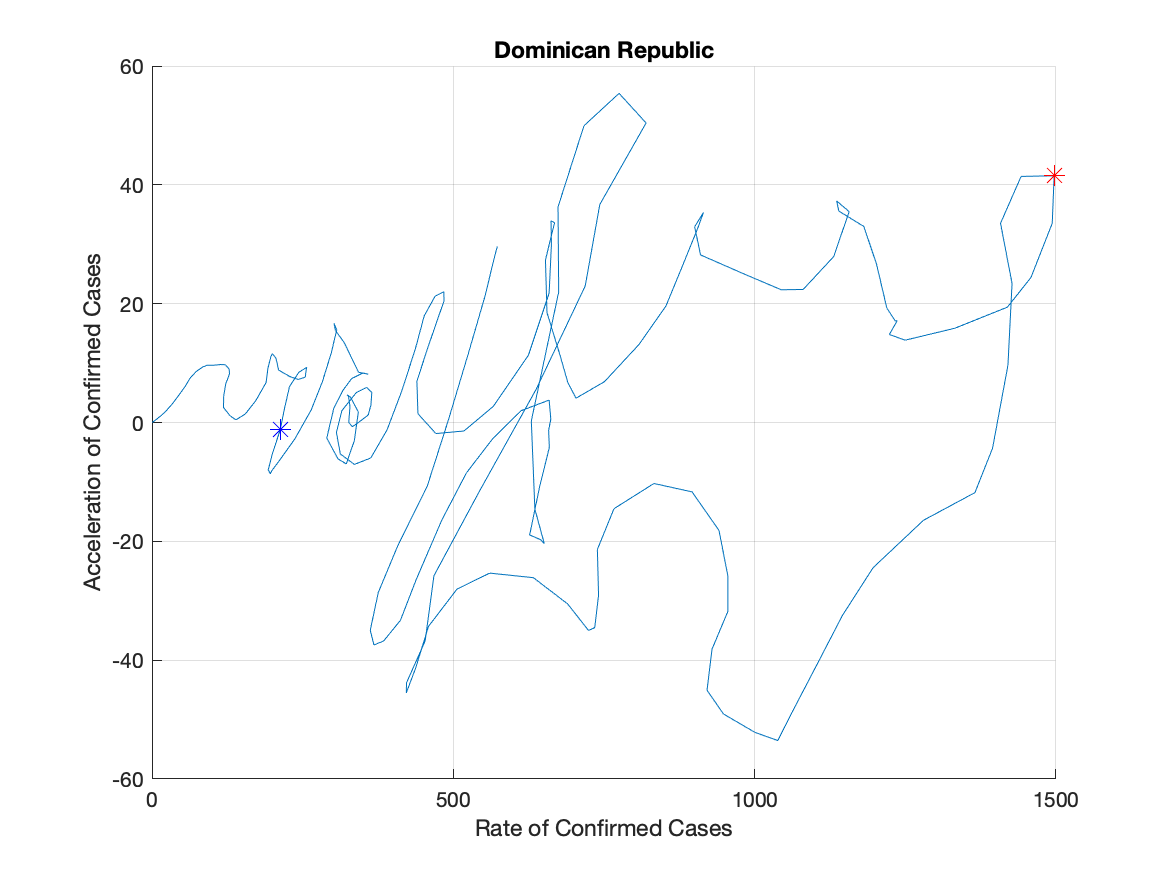 Dominican Republic
60
40
20
0
-20
-40
-60
Acceleration of Confirmed Cases
0 500 1000 1500
Rate of Confirmed Cases